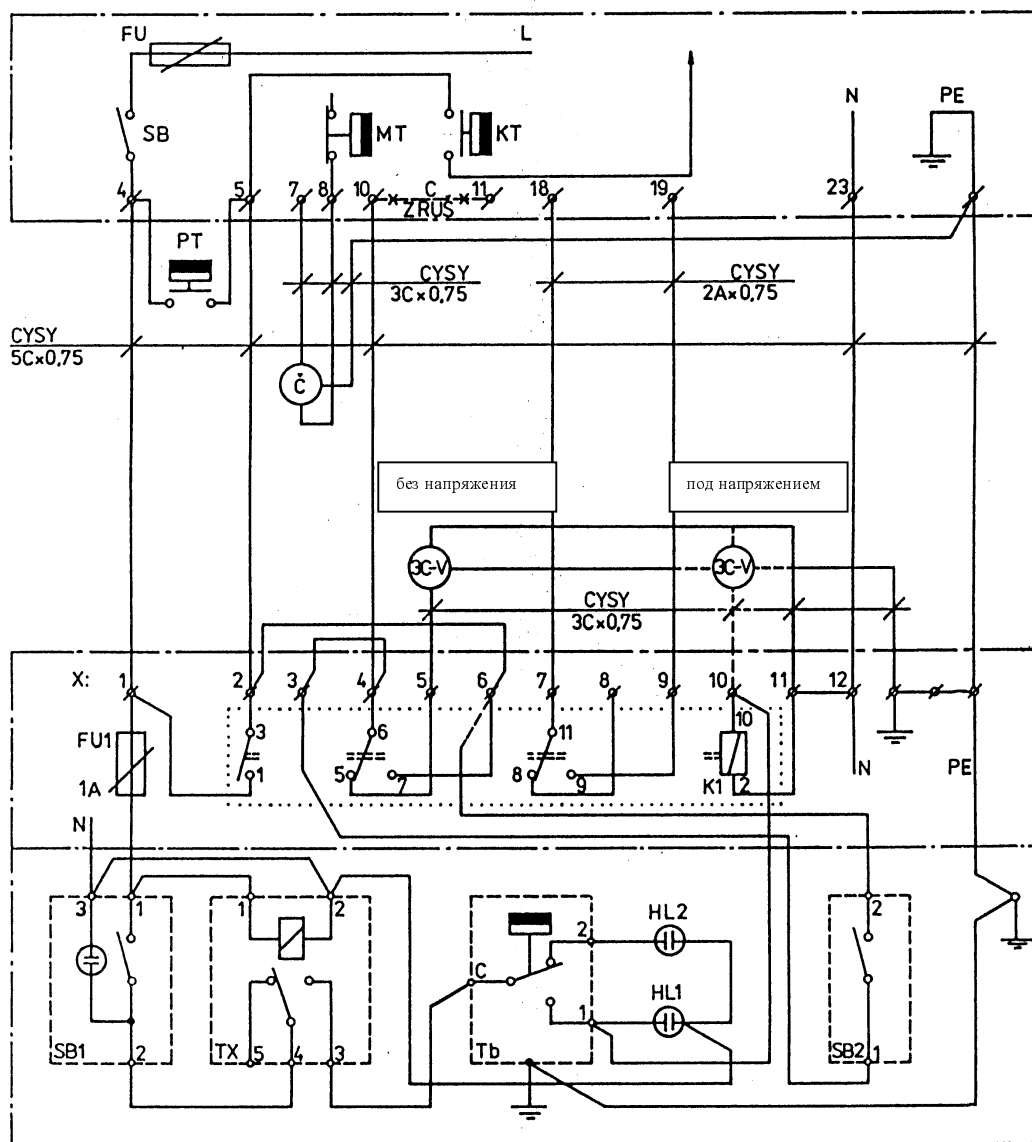 FU L
N PE
SB MT KT
4 5 7 8 10 C 11 18 19 23
ZRUŠ
PT
CYSY
3C×0,75
CYSY
2A×0,75
CYSY
5C×0,75
Č
без напряжения под напряжением
3C-V 3C-V
CYSY
3C×0,75
X: 1 2 3 4 5 6 7 8 9 10 11 12
3 6 11 10
FU1
1A
1 5 7 8 9 K1 2 N PE
N
3 1 1 2 2 HL2 2
C
1 HL1
SB1 2 TX 5 4 3 Tb SB2 1